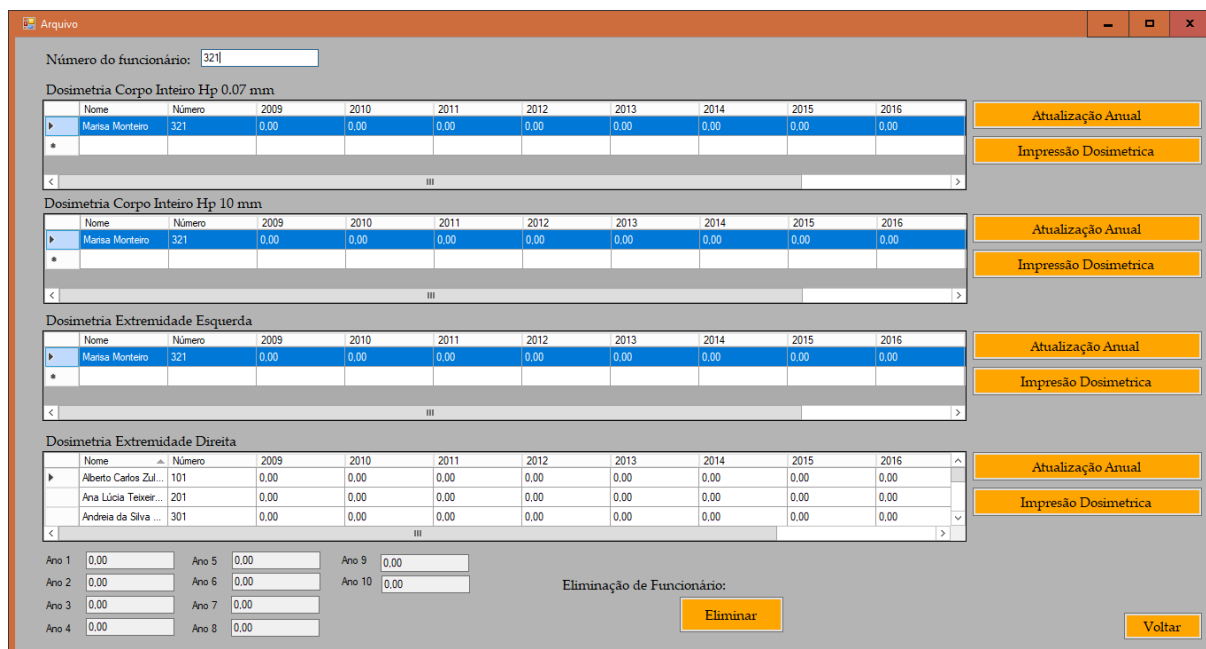 Arquivo
Número do funcionário: 321
Dosimetria Corpo Inteiro Hp 0.07 mm
Nome Número 2009 2010 2011 2012 2013 2014 2015 2016
Marisa Monteiro 321 0,00 0,00 0,00 0,00 0,00 0,00 0,00 0,00
Atualização Anual
Impressão Dosimetrica
Dosimetria Corpo Inteiro Hp 10 mm
Nome Número 2009 2010 2011 2012 2013 2014 2015 2016
Marisa Monteiro 321 0,00 0,00 0,00 0,00 0,00 0,00 0,00 0,00
Atualização Anual
Impressão Dosimetrica
Dosimetria Extremidade Esquerda
Nome Número 2009 2010 2011 2012 2013 2014 2015 2016
Marisa Monteiro 321 0,00 0,00 0,00 0,00 0,00 0,00 0,00 0,00
Atualização Anual
Impresão Dosimetrica
Dosimetria Extremidade Direita
Nome Número 2009 2010 2011 2012 2013 2014 2015 2016
Alberto Carlos Zul... 101 0,00 0,00 0,00 0,00 0,00 0,00 0,00 0,00
Ana Lúcia Teixeir... 201 0,00 0,00 0,00 0,00 0,00 0,00 0,00 0,00
Andreia da Silva ... 301 0,00 0,00 0,00 0,00 0,00 0,00 0,00 0,00
Atualização Anual
Impresão Dosimetrica
Ano 1 0,00 Ano 5 0,00 Ano 9 0,00
Ano 2 0,00 Ano 6 0,00 Ano 10 0,00
Ano 3 0,00 Ano 7 0,00
Ano 4 0,00 Ano 8 0,00
Eliminação de Funcionário:
Eliminar
Voltar